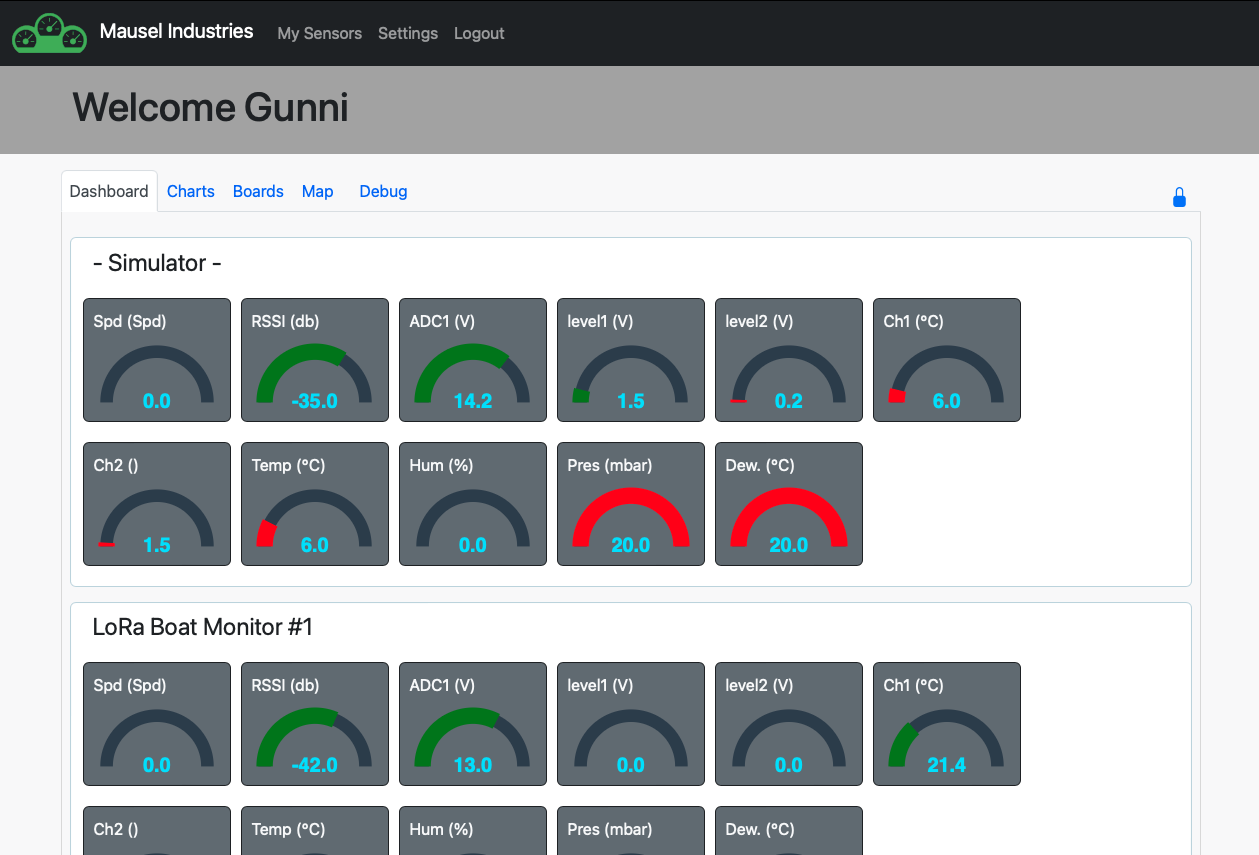 Mausel Industries My Sensors Settings Logout
Welcome Gunni
Dashboard Charts Boards Map Debug
- Simulator -
Spd (Spd) RSSI (db) ADC1 (V) level1 (V) level2 (V) Ch1 (°C)
0.0 -35.0 14.2 1.5 0.2 6.0
Ch2 () Temp (°C) Hum (%) Pres (mbar) Dew. (°C)
1.5 6.0 0.0 20.0 20.0
LoRa Boat Monitor #1
Spd (Spd) RSSI (db) ADC1 (V) level1 (V) level2 (V) Ch1 (°C)
0.0 -42.0 13.0 0.0 0.0 21.4
Ch2 () Temp (°C) Hum (%) Pres (mbar) Dew. (°C)